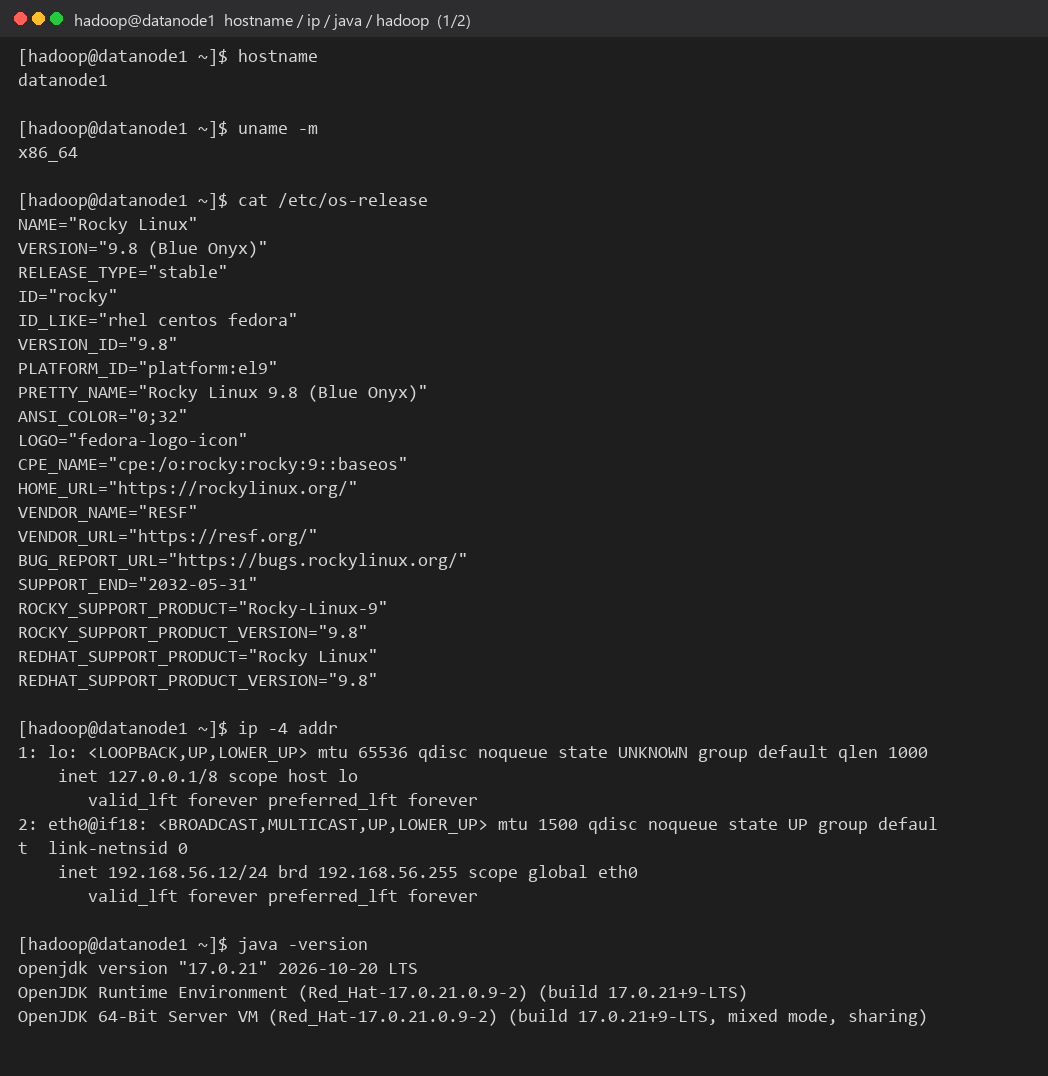 hadoop@datanode1  hostname / ip / java / hadoop  (1/2)
[hadoop@datanode1 ~]$ hostname
datanode1
[hadoop@datanode1 ~]$ uname -m
x86_64
[hadoop@datanode1 ~]$ cat /etc/os-release
NAME="Rocky Linux"
VERSION="9.8 (Blue Onyx)"
RELEASE_TYPE="stable"
ID="rocky"
ID_LIKE="rhel centos fedora"
VERSION_ID="9.8"
PLATFORM_ID="platform:el9"
PRETTY_NAME="Rocky Linux 9.8 (Blue Onyx)"
ANSI_COLOR="0;32"
LOGO="fedora-logo-icon"
CPE_NAME="cpe:/o:rocky:rocky:9::baseos"
HOME_URL="https://rockylinux.org/"
VENDOR_NAME="RESF"
VENDOR_URL="https://resf.org/"
BUG_REPORT_URL="https://bugs.rockylinux.org/"
SUPPORT_END="2032-05-31"
ROCKY_SUPPORT_PRODUCT="Rocky-Linux-9"
ROCKY_SUPPORT_PRODUCT_VERSION="9.8"
REDHAT_SUPPORT_PRODUCT="Rocky Linux"
REDHAT_SUPPORT_PRODUCT_VERSION="9.8"
[hadoop@datanode1 ~]$ ip -4 addr
1: lo: <LOOPBACK,UP,LOWER_UP> mtu 65536 qdisc noqueue state UNKNOWN group default qlen 1000
    inet 127.0.0.1/8 scope host lo
       valid_lft forever preferred_lft forever
2: eth0@if18: <BROADCAST,MULTICAST,UP,LOWER_UP> mtu 1500 qdisc noqueue state UP group defaul
t  link-netnsid 0
    inet 192.168.56.12/24 brd 192.168.56.255 scope global eth0
       valid_lft forever preferred_lft forever
[hadoop@datanode1 ~]$ java -version
openjdk version "17.0.21" 2026-10-20 LTS
OpenJDK Runtime Environment (Red_Hat-17.0.21.0.9-2) (build 17.0.21+9-LTS)
OpenJDK 64-Bit Server VM (Red_Hat-17.0.21.0.9-2) (build 17.0.21+9-LTS, mixed mode, sharing)